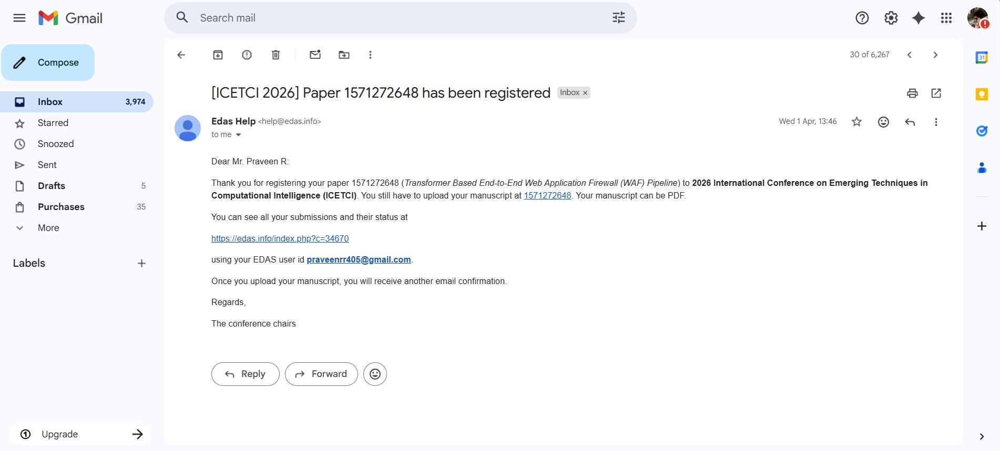 Gmail
Search mail
Compose
30 of 6,267
[ICETCI 2026] Paper 1571272648 has been registered Inbox ×
Inbox 3,974
Starred
Snoozed
Sent
Drafts 5
Purchases 35
More
Labels
Edas Help <help@edas.info> Wed 1 Apr, 13:46
to me
Dear Mr. Praveen R:
Thank you for registering your paper 1571272648 (Transformer Based End-to-End Web Application Firewall (WAF) Pipeline) to 2026 International Conference on Emerging Techniques in
Computational Intelligence (ICETCI). You still have to upload your manuscript at 1571272648. Your manuscript can be PDF.
You can see all your submissions and their status at
https://edas.info/index.php?c=34670
using your EDAS user id praveenrr405@gmail.com.
Once you upload your manuscript, you will receive another email confirmation.
Regards,
The conference chairs
Reply
Forward
Upgrade
31
1